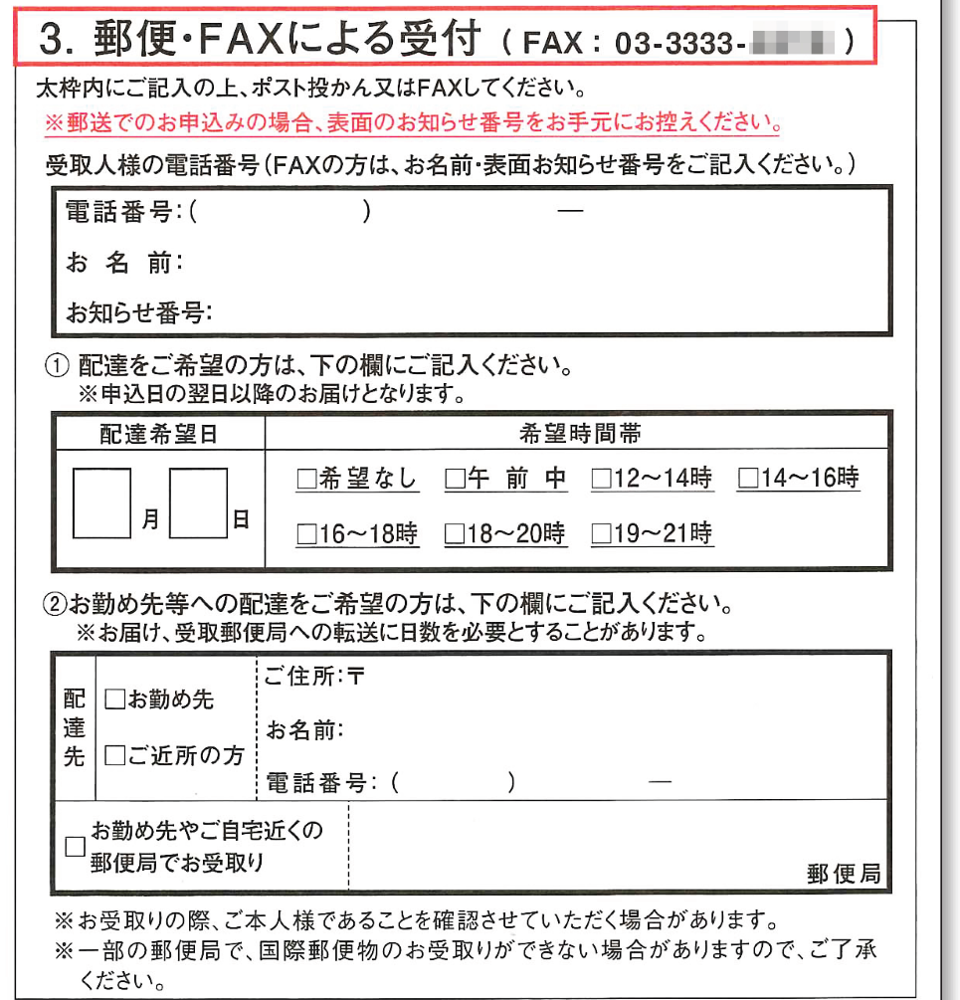 3. 郵便・FAXによる受付 (FAX: 03-3333-
太枠内にご記入の上、ポスト投かん又はFAXしてください。
※郵送でのお申込みの場合、表面のお知らせ番号をお手元にお控えください。
受取人様の電話番号(FAXの方は、お名前・表面お知らせ番号をご記入ください。)
電話番号:(          )          —
お 名 前:
お知らせ番号:
① 配達をご希望の方は、下の欄にご記入ください。
※申込日の翌日以降のお届けとなります。
配達希望日 希望時間帯
□希望なし □午 前 中 □12〜14時 □14〜16時
月 日
□16〜18時 □18〜20時 □19〜21時
②お勤め先等への配達をご希望の方は、下の欄にご記入ください。
※お届け、受取郵便局への転送に日数を必要とすることがあります。
配達先
□お勤め先
□ご近所の方
ご住所:〒
お名前:
電話番号:(          )          —
□お勤め先やご自宅近くの
郵便局でお受取り
郵便局
※お受取りの際、ご本人様であることを確認させていただく場合があります。
※一部の郵便局で、国際郵便物のお受取りができない場合がありますので、ご了承
ください。